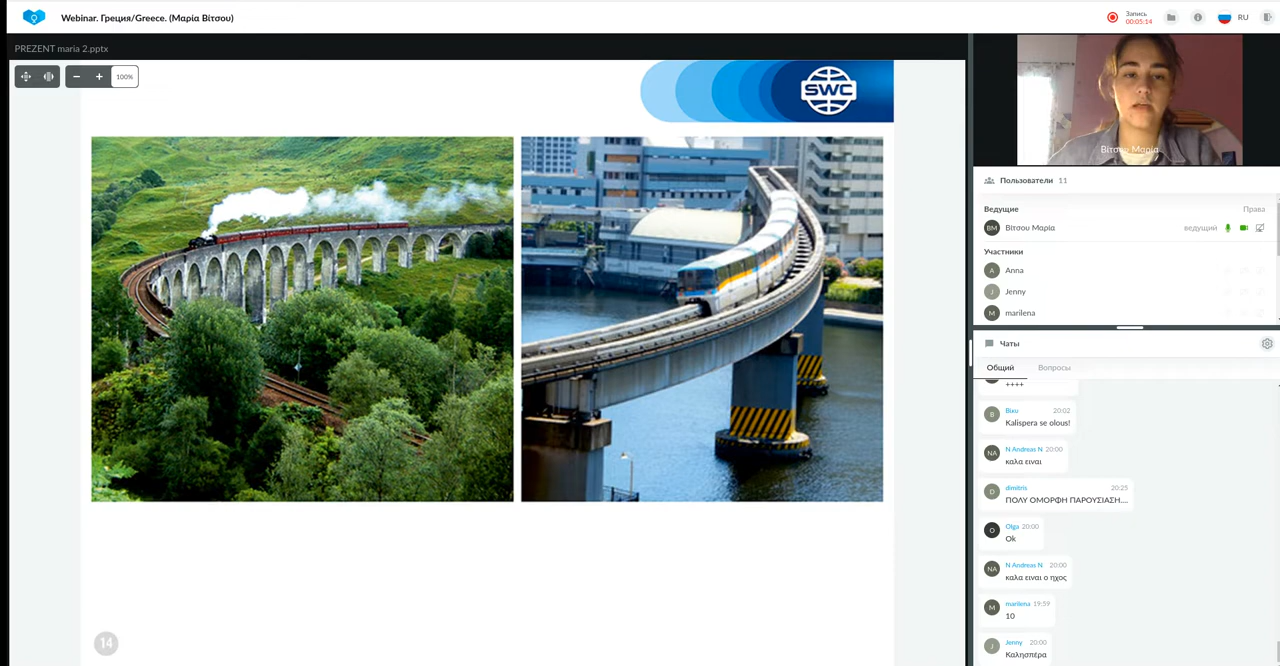 Webinar. Греция/Greece. (Μαρία Βίτσου)
Запись
00:05:14
RU
PREZENT maria 2.pptx
100%
SWC
14
Βίτσου Μαρία
Пользователи 11
Ведущие Права
ΒΜ Βίτσου Μαρία ведущий
Участники
A Anna
J Jenny
M marilena
Чаты
Общий Вопросы
++++
B Bixu 20:02
Kalispera se olous!
NA N Andreas N 20:00
καλα ειναι
D dimitris 20:25
ΠΟΛΥ ΟΜΟΡΦΗ ΠΑΡΟΥΣΙΑΣΗ....
O Olga 20:00
Ok
NA N Andreas N 20:00
καλα ειναι ο ηχος
M marilena 19:59
10
J Jenny 20:00
Καλησπέρα